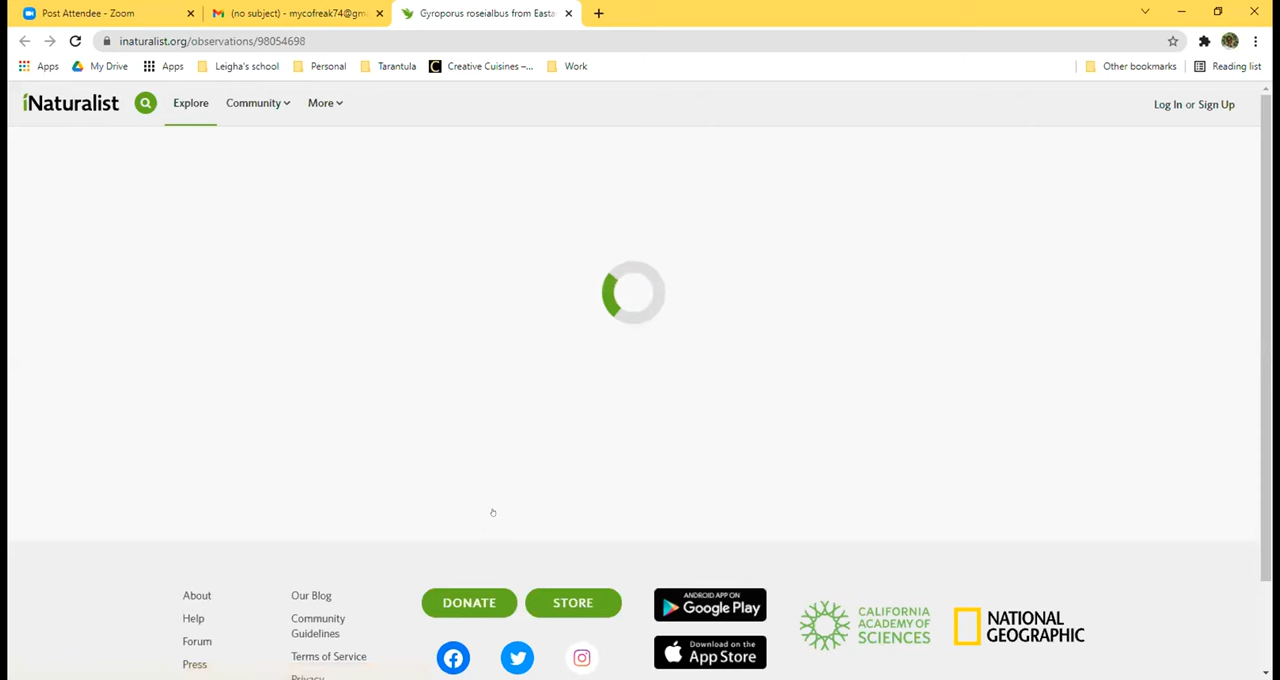 Post Attendee - Zoom
(no subject) - mycofreak74@gm
Gyroporus roseialbus from Easta
inaturalist.org/observations/98054698
Apps
My Drive
Apps
Leigha's school
Personal
Tarantula
Creative Cuisines –...
Work
Other bookmarks
Reading list
iNaturalist
Explore
Community
More
Log In or Sign Up
About
Help
Forum
Press
Our Blog
Community
Guidelines
Terms of Service
Privacy
DONATE
STORE
ANDROID APP ON
Google Play
Download on the
App Store
CALIFORNIA
ACADEMY OF
SCIENCES
NATIONAL
GEOGRAPHIC